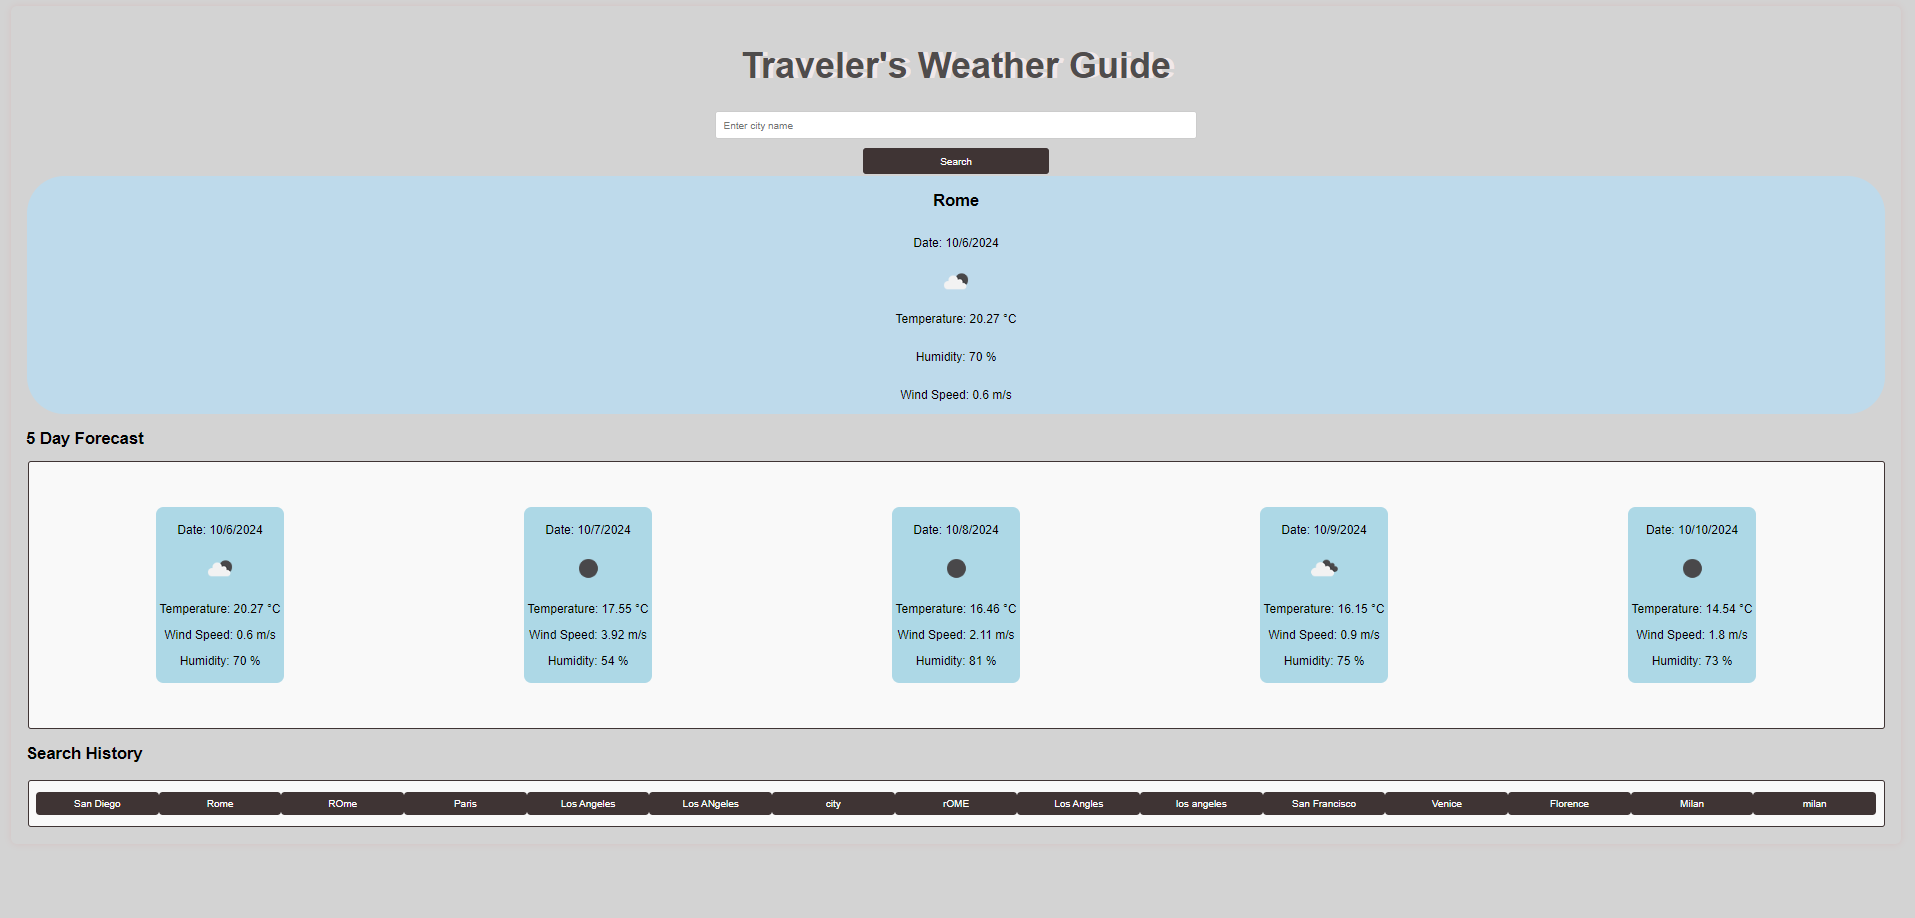 Traveler's Weather Guide
Enter city name
Search
Rome
Date: 10/6/2024
Temperature: 20.27 °C
Humidity: 70 %
Wind Speed: 0.6 m/s
5 Day Forecast
Date: 10/6/2024
Temperature: 20.27 °C
Wind Speed: 0.6 m/s
Humidity: 70 %
Date: 10/7/2024
Temperature: 17.55 °C
Wind Speed: 3.92 m/s
Humidity: 54 %
Date: 10/8/2024
Temperature: 16.46 °C
Wind Speed: 2.11 m/s
Humidity: 81 %
Date: 10/9/2024
Temperature: 16.15 °C
Wind Speed: 0.9 m/s
Humidity: 75 %
Date: 10/10/2024
Temperature: 14.54 °C
Wind Speed: 1.8 m/s
Humidity: 73 %
Search History
San Diego
Rome
ROme
Paris
Los Angeles
Los ANgeles
city
rOME
Los Angles
los angeles
San Francisco
Venice
Florence
Milan
milan